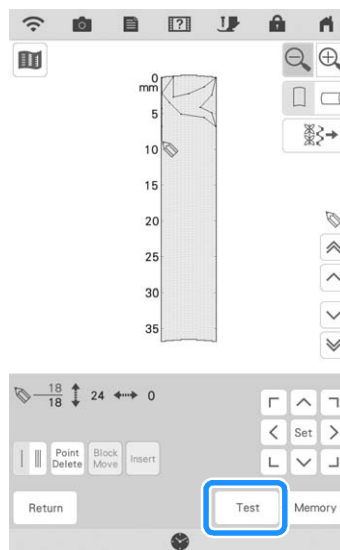 0
mm
5
10
15
20
25
30
35
18
18
24
0
Point
Delete
Block
Move
Insert
Set
Return
Test
Memory